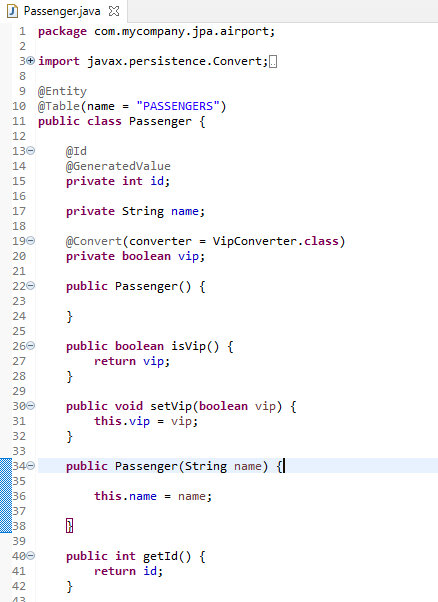 Passenger.java
1 package com.mycompany.jpa.airport;
2
3 import javax.persistence.Convert;
8
9 @Entity
10 @Table(name = "PASSENGERS")
11 public class Passenger {
12
13 @Id
14 @GeneratedValue
15 private int id;
16
17 private String name;
18
19 @Convert(converter = VipConverter.class)
20 private boolean vip;
21
22 public Passenger() {
23
24 }
25
26 public boolean isVip() {
27 return vip;
28 }
29
30 public void setVip(boolean vip) {
31 this.vip = vip;
32 }
33
34 public Passenger(String name) {
35
36 this.name = name;
37
38 }
39
40 public int getId() {
41 return id;
42 }
43